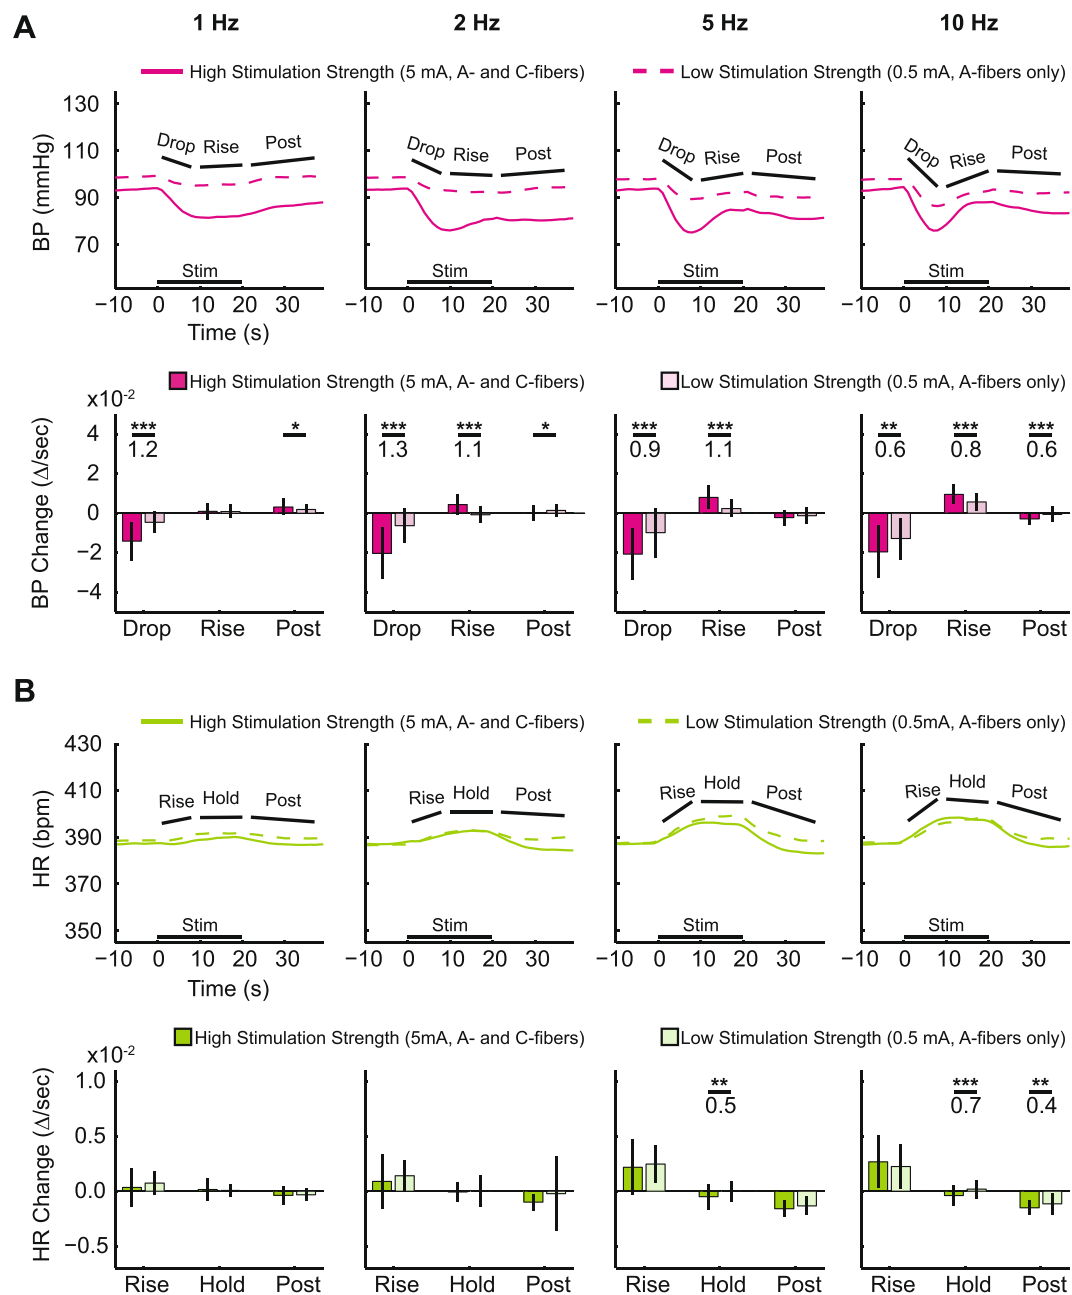 A
1 Hz 2 Hz 5 Hz 10 Hz
High Stimulation Strength (5 mA, A- and C-fibers) Low Stimulation Strength (0.5 mA, A-fibers only)
130
110
90
70
BP (mmHg)
Drop Rise Post Drop Rise Post Drop Rise Post Drop Rise Post
Stim Stim Stim Stim
−10 0 10 20 30 −10 0 10 20 30 −10 0 10 20 30 −10 0 10 20 30
Time (s)
High Stimulation Strength (5 mA, A- and C-fibers) Low Stimulation Strength (0.5 mA, A-fibers only)
x10-2
4
2
0
−2
−4
BP Change (Δ/sec)
*** * *** *** * *** *** ** *** ***
1.2 1.3 1.1 0.9 1.1 0.6 0.8 0.6
Drop Rise Post Drop Rise Post Drop Rise Post Drop Rise Post
B
High Stimulation Strength (5 mA, A- and C-fibers) Low Stimulation Strength (0.5mA, A-fibers only)
430
410
390
370
350
HR (bpm)
Rise Hold Post Rise Hold Post Rise Hold Post Rise Hold Post
Stim Stim Stim Stim
−10 0 10 20 30 −10 0 10 20 30 −10 0 10 20 30 −10 0 10 20 30
Time (s)
High Stimulation Strength (5mA, A- and C-fibers) Low Stimulation Strength (0.5 mA, A-fibers only)
x10-2
1.0
0.5
0.0
−0.5
HR Change (Δ/sec)
** *** **
0.5 0.7 0.4
Rise Hold Post Rise Hold Post Rise Hold Post Rise Hold Post